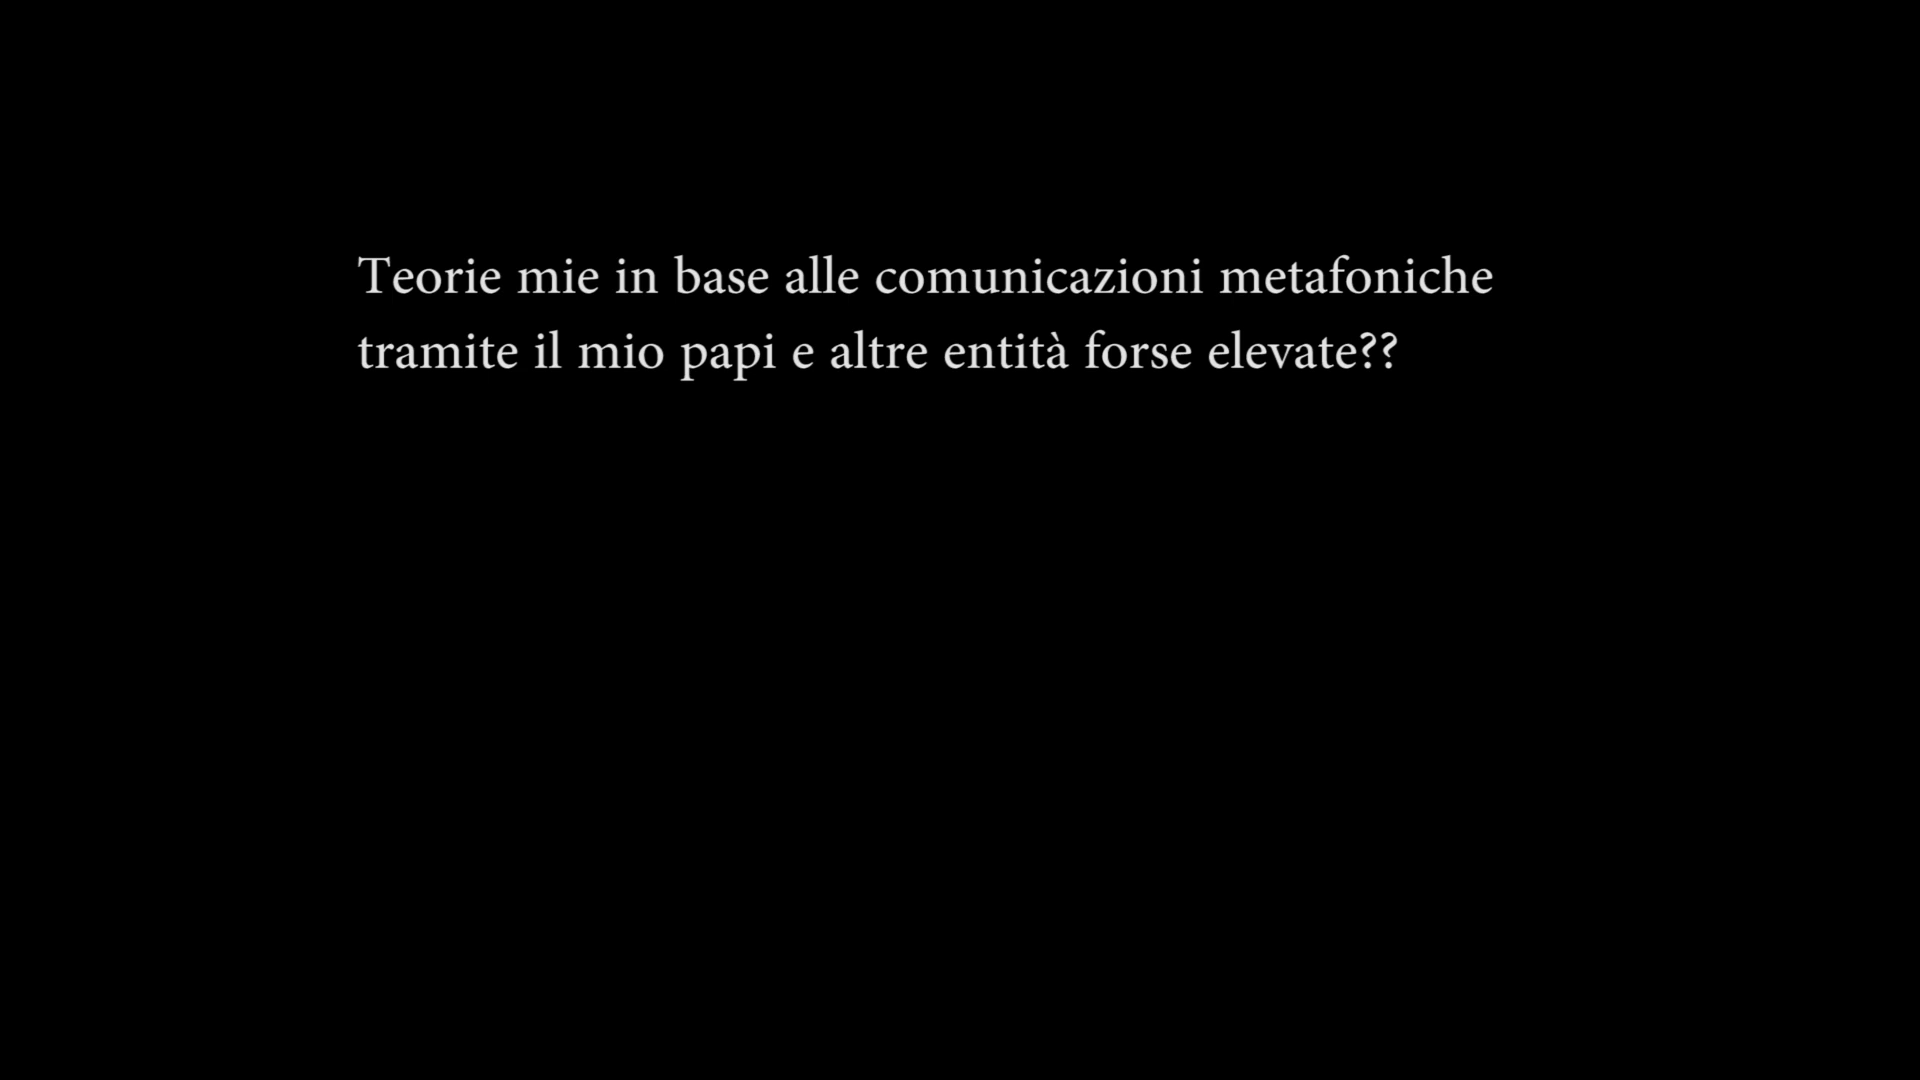 Teorie mie in base alle comunicazioni metafoniche
tramite il mio papi e altre entità forse elevate??